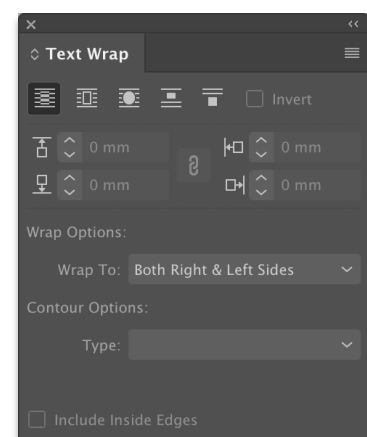 Text Wrap
Invert
0 mm 0 mm
0 mm 0 mm
Wrap Options:
Wrap To: Both Right & Left Sides
Contour Options:
Type:
Include Inside Edges